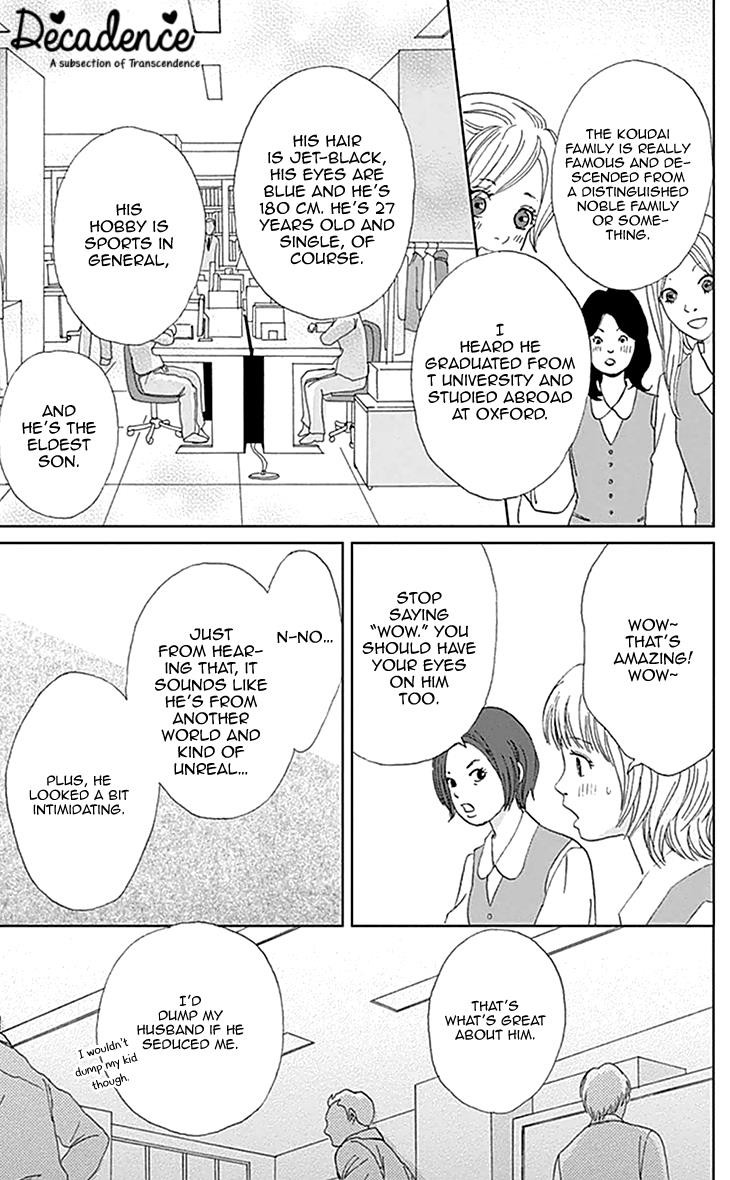 Decadence
A subsection of Transcendence
THE KOUDAI
FAMILY IS REALLY
FAMOUS AND DE-
SCENDED FROM
A DISTINGUISHED
NOBLE FAMILY
OR SOME-
THING.
I
HEARD HE
GRADUATED FROM
T UNIVERSITY AND
STUDIED ABROAD
AT OXFORD.
HIS HAIR
IS JET-BLACK,
HIS EYES ARE
BLUE AND HE'S
180 CM. HE'S 27
YEARS OLD AND
SINGLE, OF
COURSE.
HIS
HOBBY IS
SPORTS IN
GENERAL,
AND
HE'S THE
ELDEST
SON.
WOW~
THAT'S
AMAZING!
WOW~
STOP
SAYING
"WOW." YOU
SHOULD HAVE
YOUR EYES
ON HIM
TOO.
N-NO...
JUST
FROM HEAR-
ING THAT, IT
SOUNDS LIKE
HE'S FROM
ANOTHER
WORLD AND
KIND OF
UNREAL...
PLUS, HE
LOOKED A BIT
INTIMIDATING.
THAT'S
WHAT'S GREAT
ABOUT HIM.
I'D
DUMP MY
HUSBAND IF HE
SEDUCED ME.
I wouldn't
dump my kid
though.